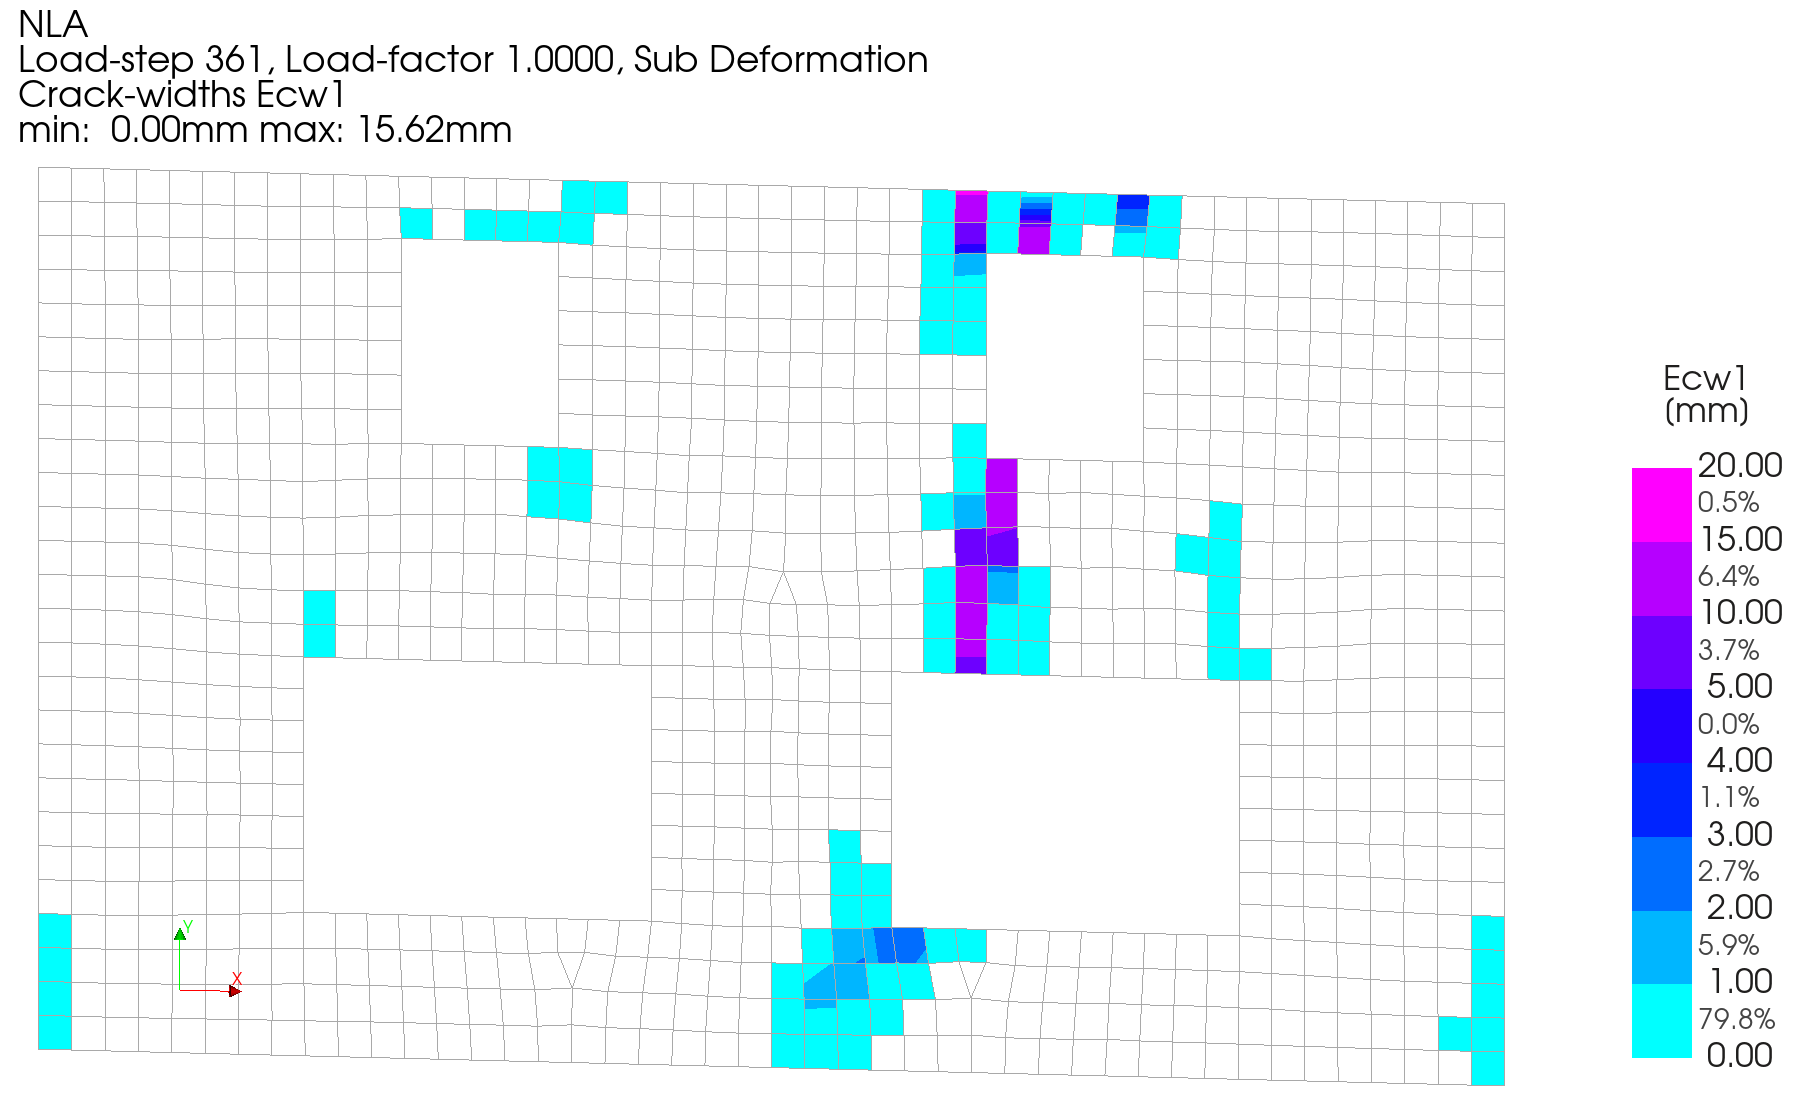 NLA
Load-step 361, Load-factor 1.0000, Sub Deformation
Crack-widths Ecw1
min:  0.00mm max: 15.62mm
Ecw1
(mm)
20.00
0.5%
15.00
6.4%
10.00
3.7%
5.00
0.0%
4.00
1.1%
3.00
2.7%
2.00
5.9%
1.00
79.8%
0.00
Y
X